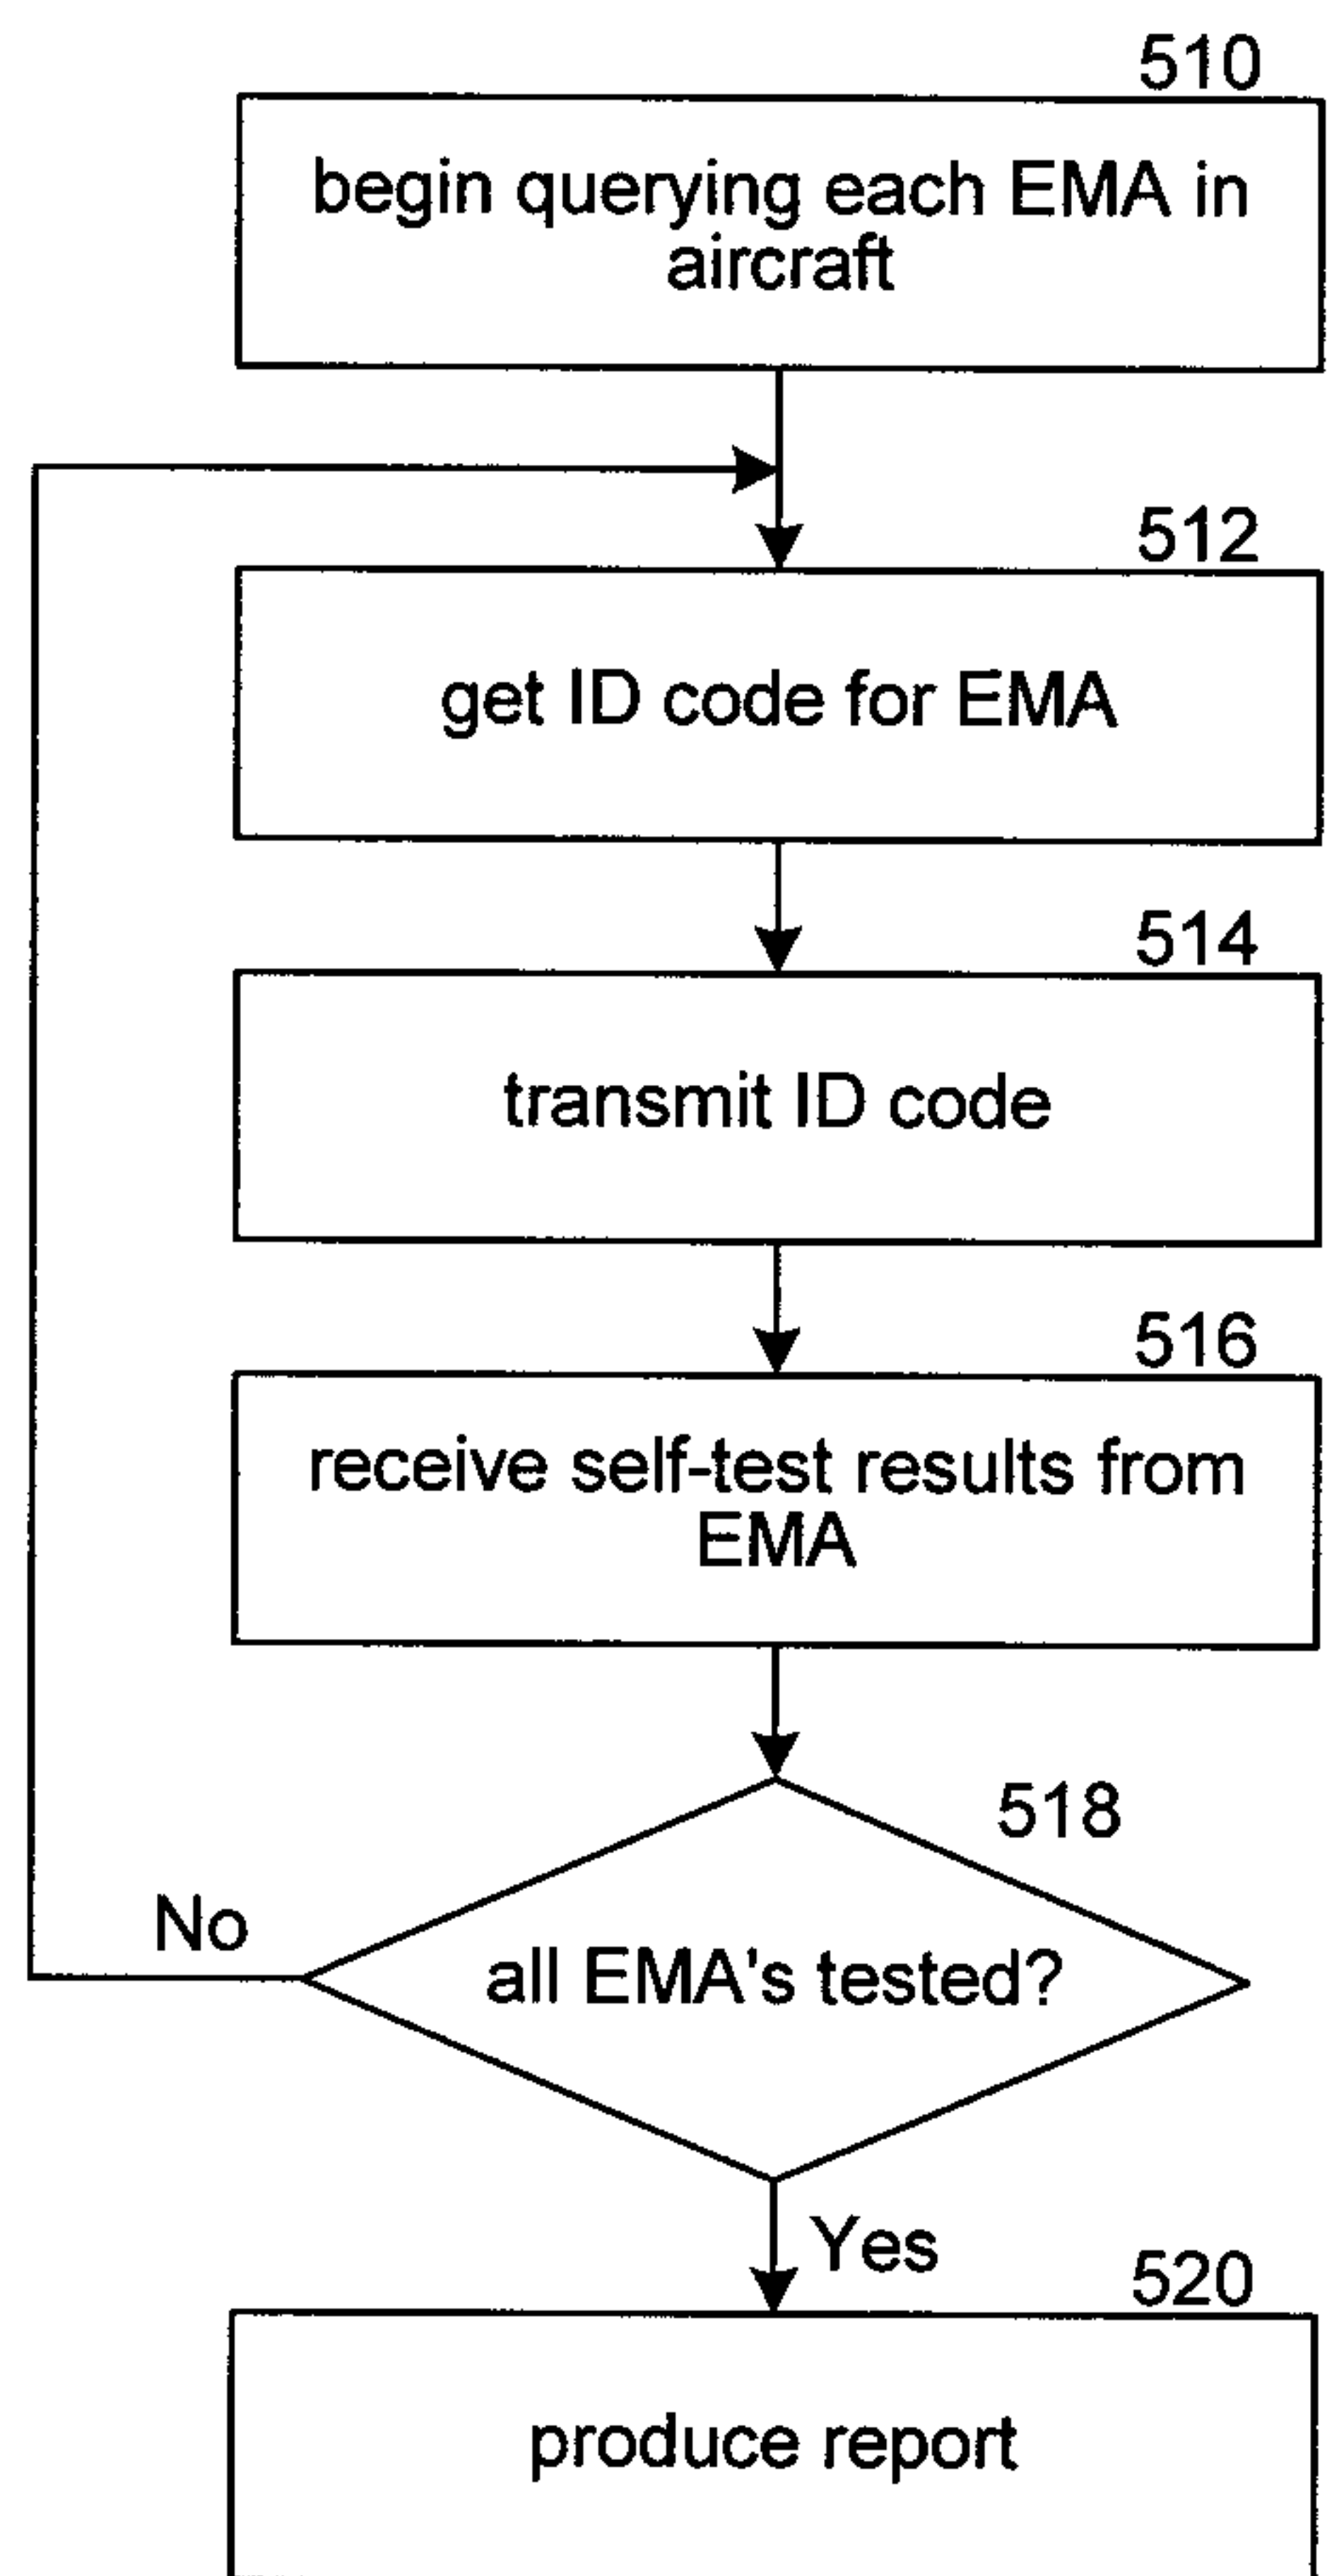 510
begin querying each EMA in
aircraft
512
get ID code for EMA
514
transmit ID code
516
receive self-test results from
EMA
518
all EMA's tested?
No
Yes
520
produce report